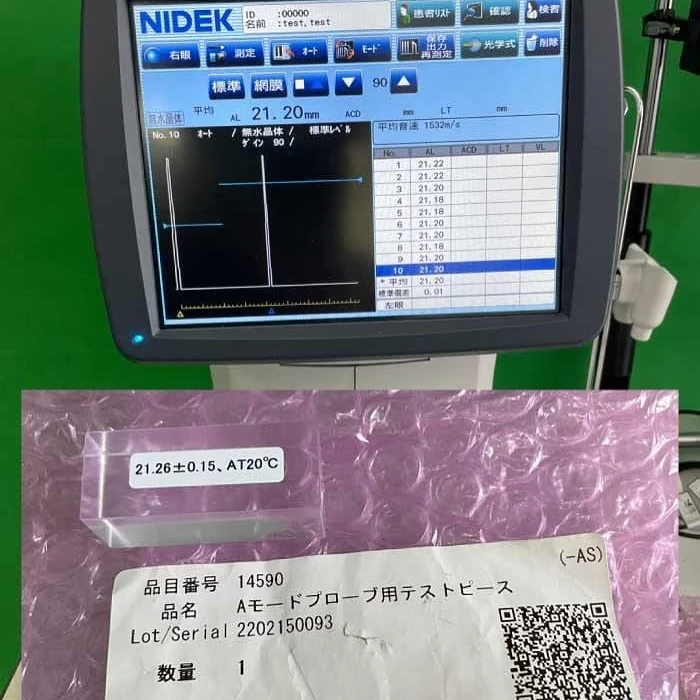 NIDEK
ID :00000
名前 :test,test
患者リスト
確認
検者
右眼
測定
オート
モード
保存
出力
再測定
光学式
削除
標準
網膜
90
無水晶体
平均
AL 21.20mm ACD mm LT mm
No. 10 オート / 無水晶体 / 標準レベル
ゲイン 90 /
平均音速 1532m/s
No. AL ACD LT VL
1 21.22
2 21.22
3 21.20
4 21.18
5 21.18
6 21.20
7 21.20
8 21.18
9 21.20
10 21.20
* 平均 21.20
標準偏差 0.01
左眼
21.26±0.15、AT20℃
(-AS)
品目番号 14590
品名 Aモードプローブ用テストピース
Lot/Serial 2202150093
数量 1